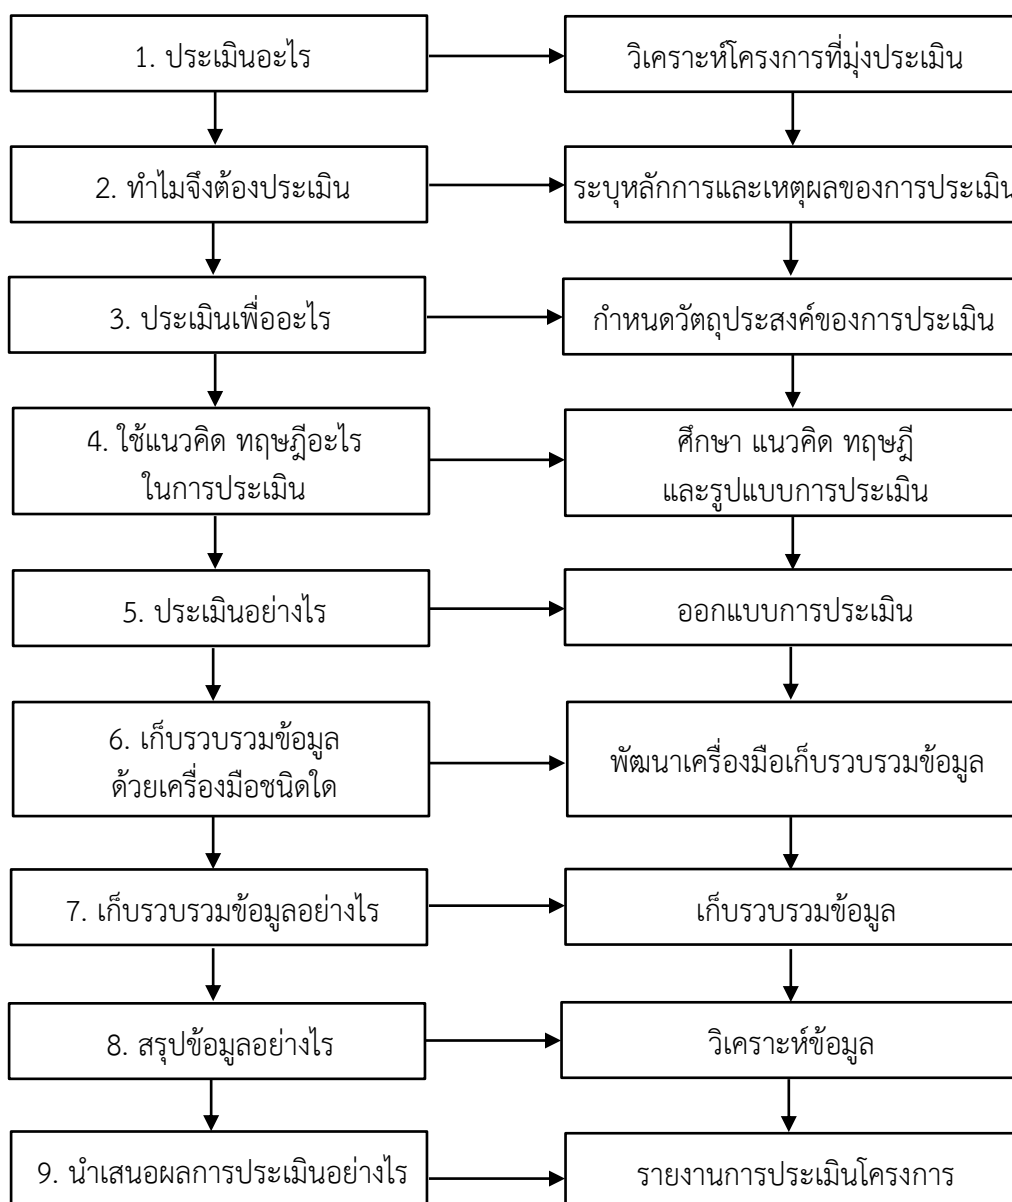 1. ประเมินอะไร
วิเคราะห์โครงการที่มุ่งประเมิน
2. ทำไมจึงต้องประเมิน
ระบุหลักการและเหตุผลของการประเมิน
3. ประเมินเพื่ออะไร
กำหนดวัตถุประสงค์ของการประเมิน
4. ใช้แนวคิด ทฤษฎีอะไร
ในการประเมิน
ศึกษา แนวคิด ทฤษฎี
และรูปแบบการประเมิน
5. ประเมินอย่างไร
ออกแบบการประเมิน
6. เก็บรวบรวมข้อมูล
ด้วยเครื่องมือชนิดใด
พัฒนาเครื่องมือเก็บรวบรวมข้อมูล
7. เก็บรวบรวมข้อมูลอย่างไร
เก็บรวบรวมข้อมูล
8. สรุปข้อมูลอย่างไร
วิเคราะห์ข้อมูล
9. นำเสนอผลการประเมินอย่างไร
รายงานการประเมินโครงการ